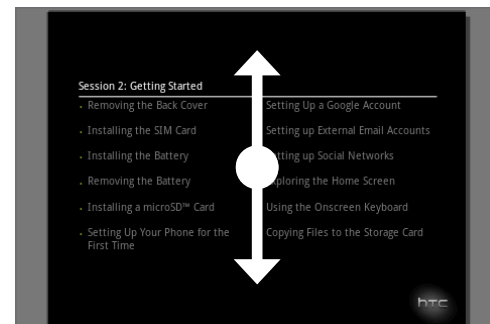 Session 2: Getting Started
Removing the Back Cover
Installing the SIM Card
Installing the Battery
Removing the Battery
Installing a microSD™ Card
Setting Up Your Phone for the
First Time
Setting Up a Google Account
Setting up External Email Accounts
up Social Networks
the Home Screen
Using the Onscreen Keyboard
Copying Files to the Storage Card
hTC